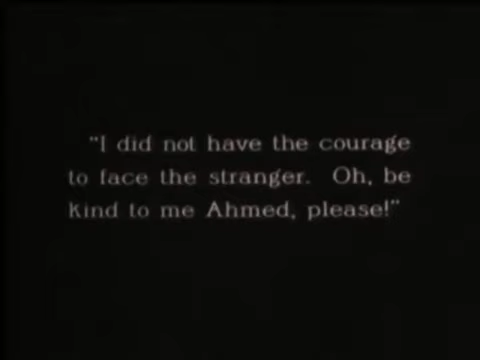 "I did not have the courage
to face the stranger. Oh, be
kind to me Ahmed, please!"